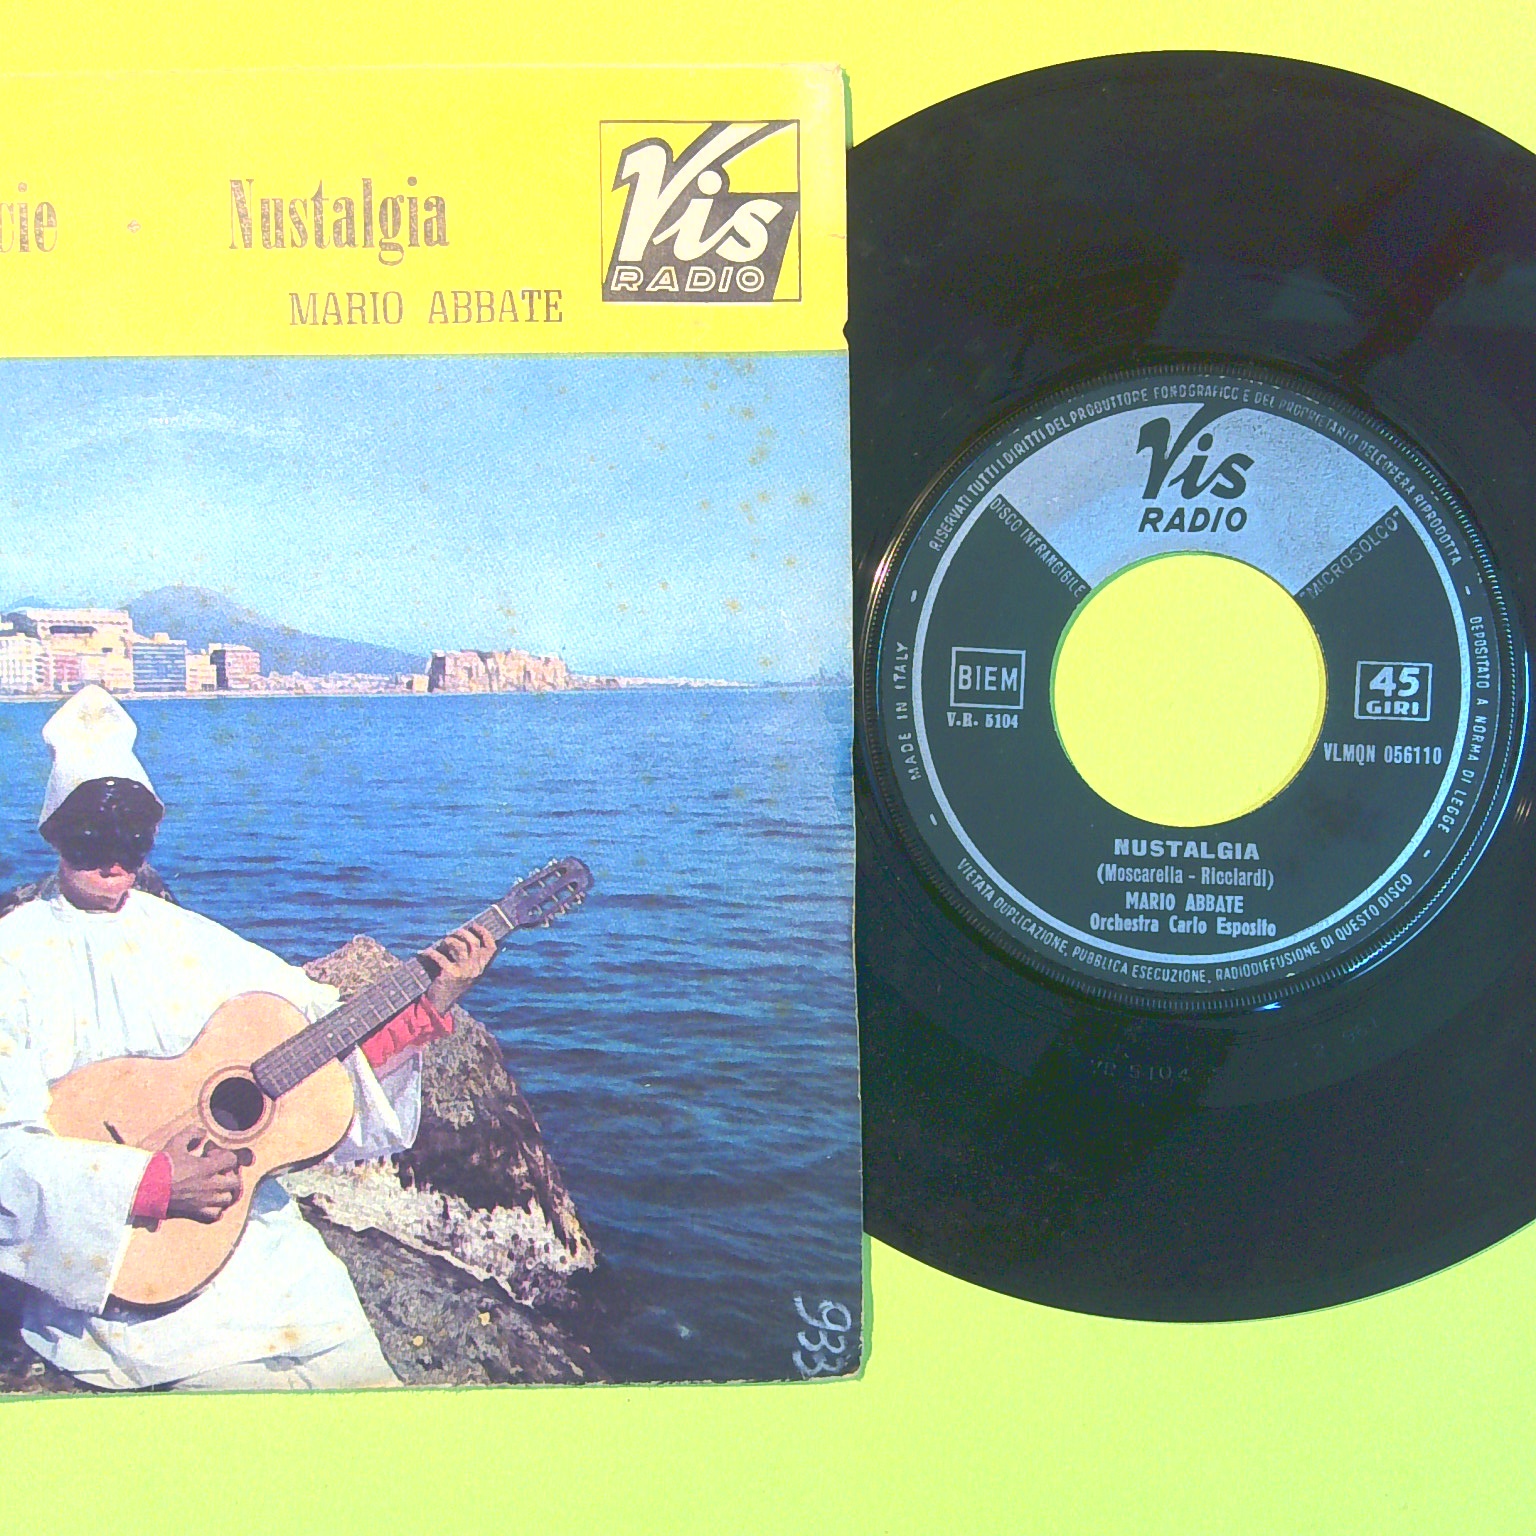 cie - Nustalgia
MARIO ABBATE
Vis
RADIO
933
RISERVATI TUTTI I DIRITTI DEL PRODUTTORE FONOGRAFICO E DEL PROPRIETARIO DELL'OPERA RIPRODOTTA - DEPOSITATO A NORMA DI LEGGE -
VIETATA DUPLICAZIONE, PUBBLICA ESECUZIONE, RADIODIFFUSIONE DI QUESTO DISCO
- MADE IN ITALY -
Vis
RADIO
DISCO INFRANGIBILE
"MICROSOLCO"
BIEM
V.R. 5104
45
GIRI
VLMQN 056110
NUSTALGIA
(Moscarella - Ricciardi)
MARIO ABBATE
Orchestra Carlo Esposito
VR 5104